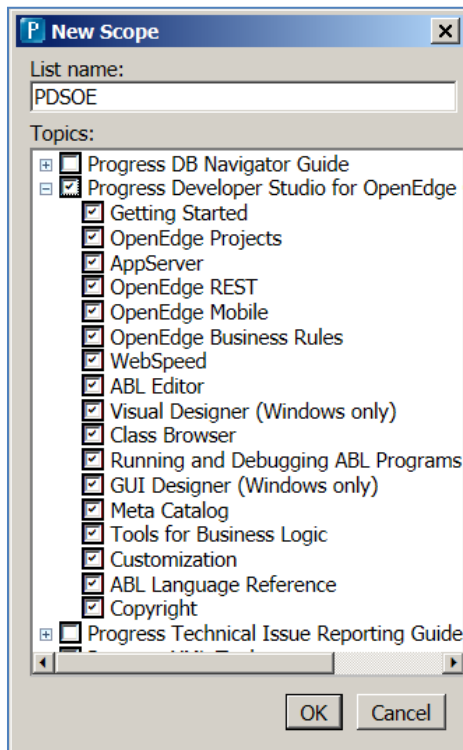 New Scope
List name:
PDSOE
Topics:
Progress DB Navigator Guide
Progress Developer Studio for OpenEdge
Getting Started
OpenEdge Projects
AppServer
OpenEdge REST
OpenEdge Mobile
OpenEdge Business Rules
WebSpeed
ABL Editor
Visual Designer (Windows only)
Class Browser
Running and Debugging ABL Programs
GUI Designer (Windows only)
Meta Catalog
Tools for Business Logic
Customization
ABL Language Reference
Copyright
Progress Technical Issue Reporting Guide
OK Cancel